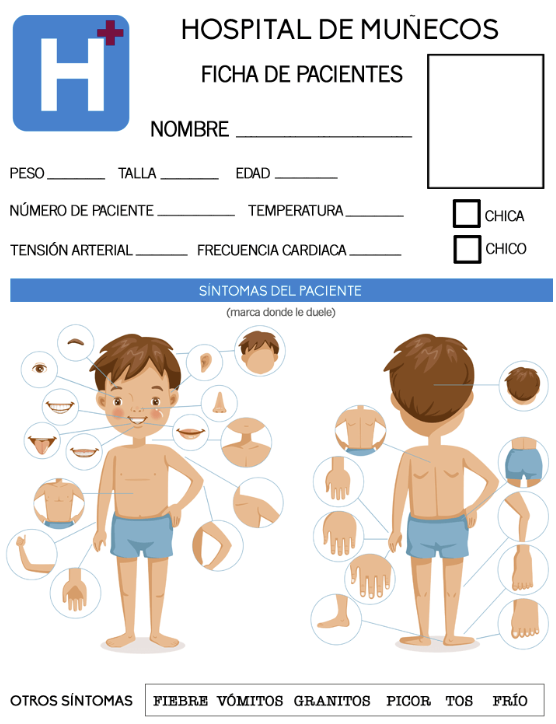 H
HOSPITAL DE MUÑECOS
FICHA DE PACIENTES
NOMBRE
PESO TALLA EDAD
NÚMERO DE PACIENTE TEMPERATURA
CHICA
TENSIÓN ARTERIAL FRECUENCIA CARDIACA
CHICO
SÍNTOMAS DEL PACIENTE
(marca donde le duele)
OTROS SÍNTOMAS FIEBRE VÓMITOS GRANITOS PICOR TOS FRÍO